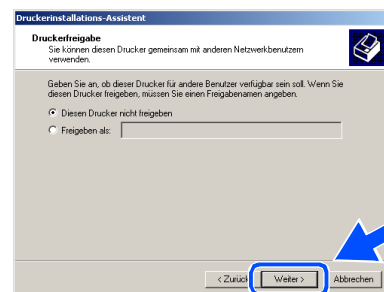 Druckerinstallations-Assistent
Druckerfreigabe
Sie können diesen Drucker gemeinsam mit anderen Netzwerkbenutzern
verwenden.
Geben Sie an, ob dieser Drucker für andere Benutzer verfügbar sein soll. Wenn Sie
diesen Drucker freigeben, müssen Sie einen Freigabenamen angeben.
Diesen Drucker nicht freigeben
Freigeben als:
< Zurück Weiter > Abbrechen